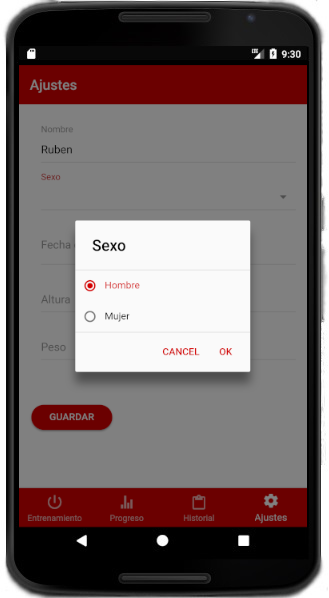 9:30
Ajustes
Nombre
Ruben
Sexo
Sexo
Fecha
Hombre
Altura
Mujer
Peso
CANCEL OK
GUARDAR
Entrenamiento Progreso Historial Ajustes